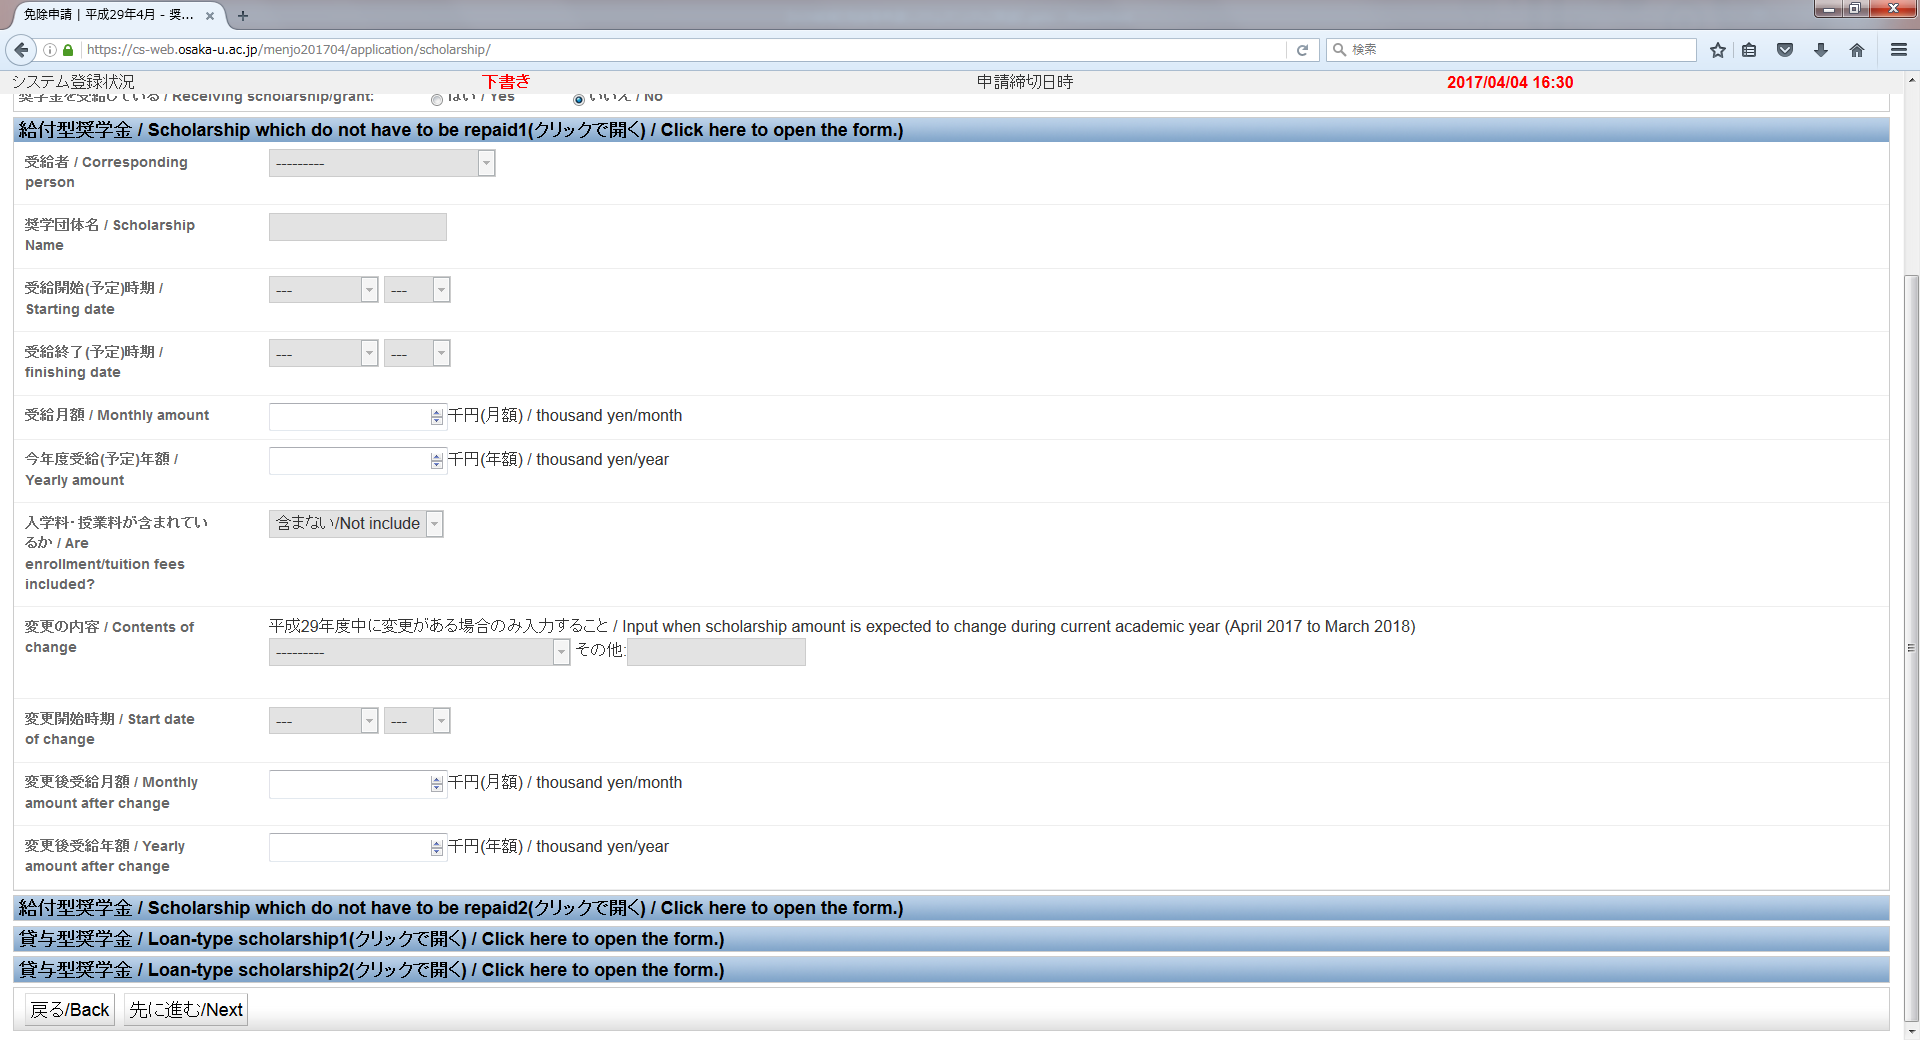 免除申請 | 平成29年4月 - 奨...
https://cs-web.osaka-u.ac.jp/menjo201704/application/scholarship/
検索
システム登録状況 下書き 申請締切日時 2017/04/04 16:30
奨学金を受給している / Receiving scholarship/grant: はい / Yes いいえ / No
給付型奨学金 / Scholarship which do not have to be repaid1(クリックで開く) / Click here to open the form.)
受給者 / Corresponding
person
---------
奨学団体名 / Scholarship
Name
受給開始(予定)時期 /
Starting date
--- ---
受給終了(予定)時期 /
finishing date
--- ---
受給月額 / Monthly amount
千円(月額) / thousand yen/month
今年度受給(予定)年額 /
Yearly amount
千円(年額) / thousand yen/year
入学料・授業料が含まれてい
るか / Are
enrollment/tuition fees
included?
含まない/Not include
変更の内容 / Contents of
change
平成29年度中に変更がある場合のみ入力すること / Input when scholarship amount is expected to change during current academic year (April 2017 to March 2018)
--------- その他:
変更開始時期 / Start date
of change
--- ---
変更後受給月額 / Monthly
amount after change
千円(月額) / thousand yen/month
変更後受給年額 / Yearly
amount after change
千円(年額) / thousand yen/year
給付型奨学金 / Scholarship which do not have to be repaid2(クリックで開く) / Click here to open the form.)
貸与型奨学金 / Loan-type scholarship1(クリックで開く) / Click here to open the form.)
貸与型奨学金 / Loan-type scholarship2(クリックで開く) / Click here to open the form.)
戻る/Back 先に進む/Next